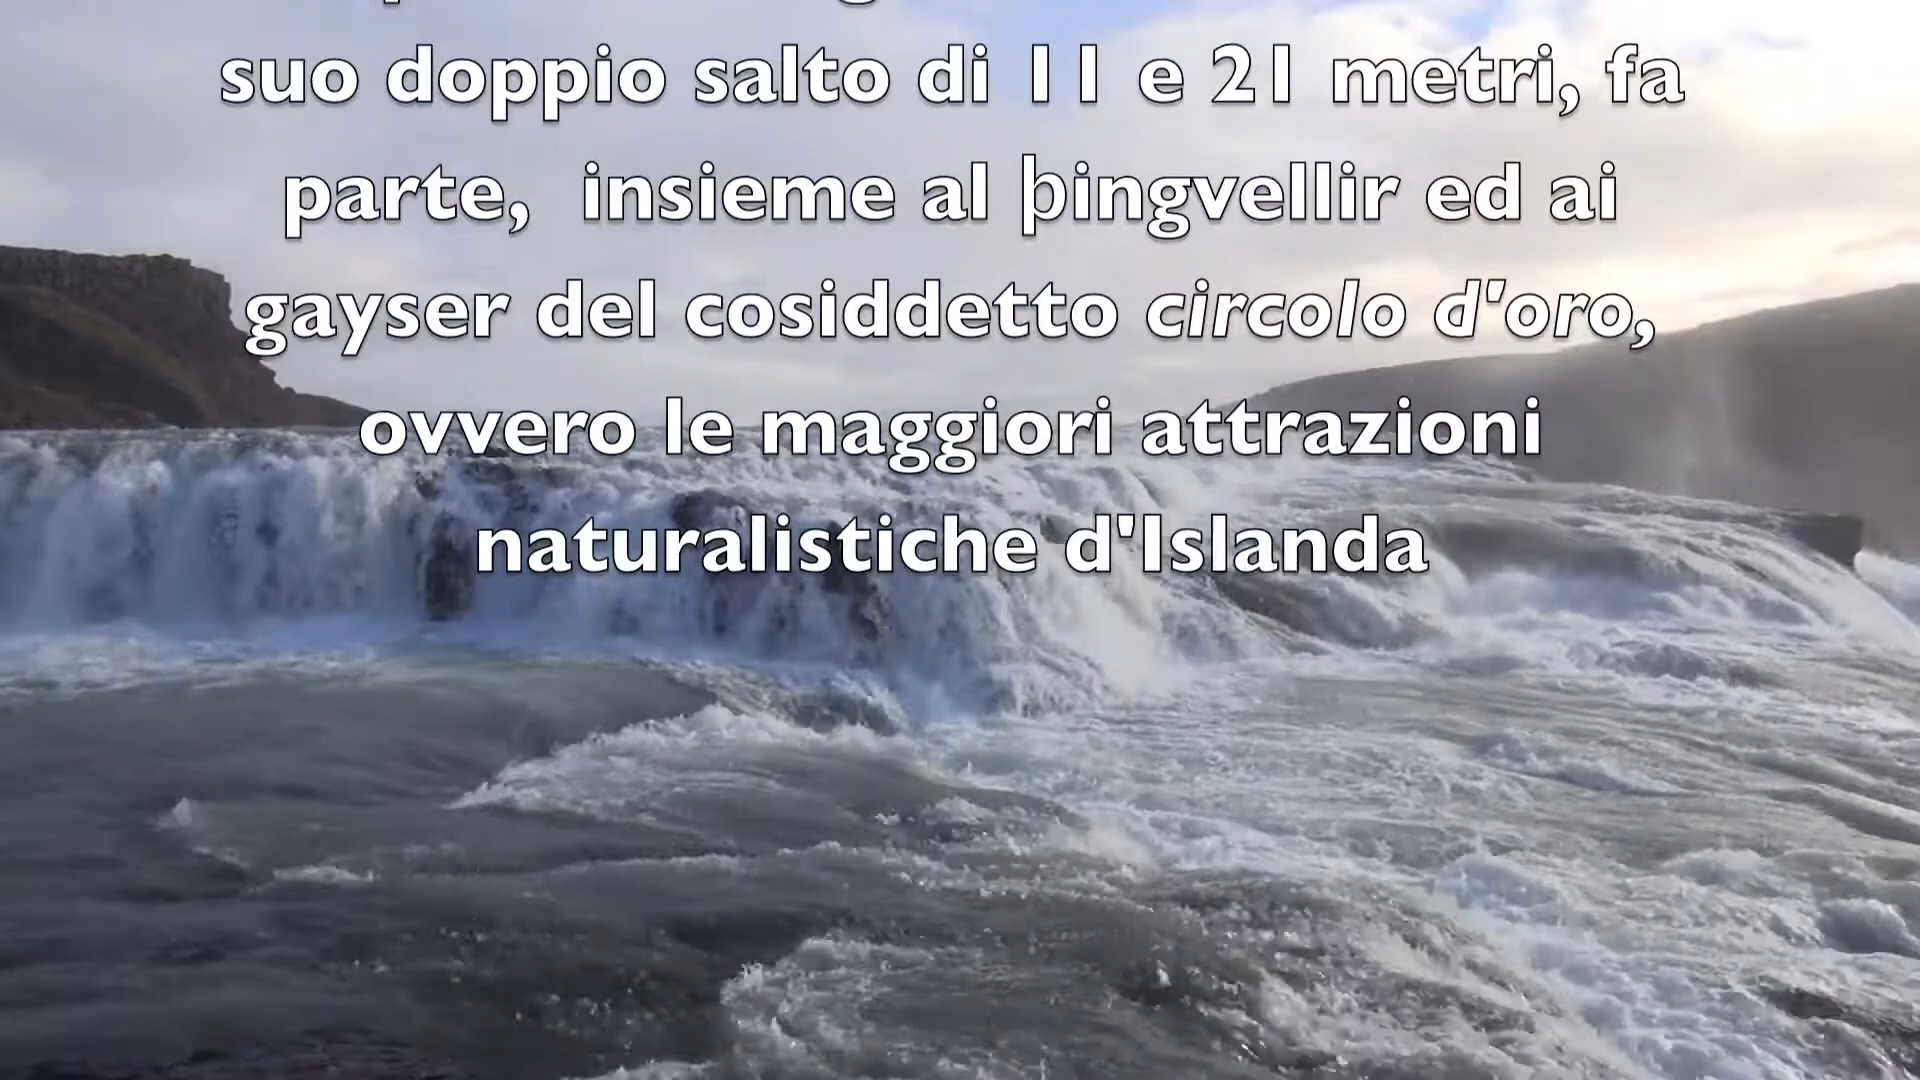 suo doppio salto di 11 e 21 metri, fa
parte,  insieme al þingvellir ed ai
gayser del cosiddetto circolo d'oro,
ovvero le maggiori attrazioni
naturalistiche d'Islanda